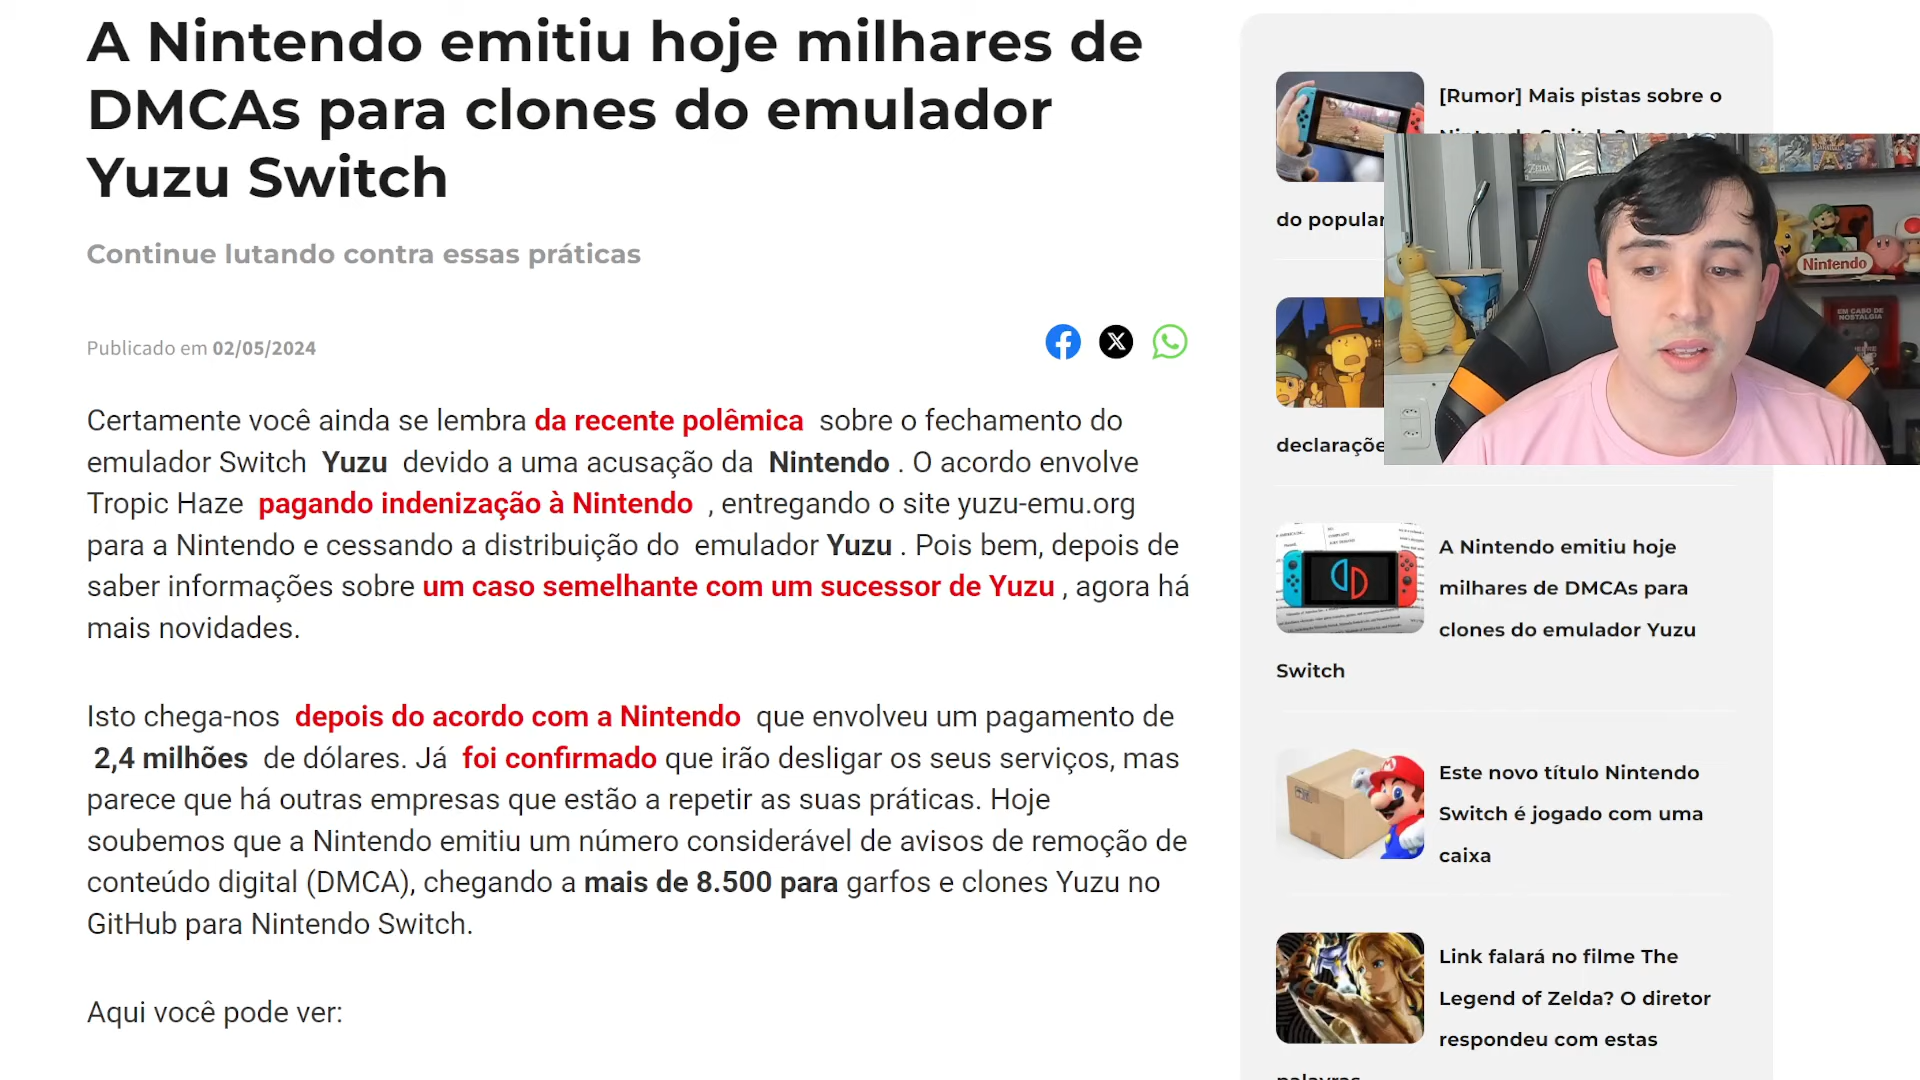 A Nintendo emitiu hoje milhares de
DMCAs para clones do emulador
Yuzu Switch
Continue lutando contra essas práticas
Publicado em 02/05/2024
Certamente você ainda se lembra da recente polêmica sobre o fechamento do
emulador Switch Yuzu devido a uma acusação da Nintendo . O acordo envolve
Tropic Haze pagando indenização à Nintendo , entregando o site yuzu-emu.org
para a Nintendo e cessando a distribuição do emulador Yuzu . Pois bem, depois de
saber informações sobre um caso semelhante com um sucessor de Yuzu , agora há
mais novidades.
Isto chega-nos depois do acordo com a Nintendo que envolveu um pagamento de
2,4 milhões de dólares. Já foi confirmado que irão desligar os seus serviços, mas
parece que há outras empresas que estão a repetir as suas práticas. Hoje
soubemos que a Nintendo emitiu um número considerável de avisos de remoção de
conteúdo digital (DMCA), chegando a mais de 8.500 para garfos e clones Yuzu no
GitHub para Nintendo Switch.
Aqui você pode ver:
[Rumor] Mais pistas sobre o
do popular
declaraçõe
A Nintendo emitiu hoje
milhares de DMCAs para
clones do emulador Yuzu
Switch
Este novo título Nintendo
Switch é jogado com uma
caixa
Link falará no filme The
Legend of Zelda? O diretor
respondeu com estas
palavras
Nintendo
EM CASO DE
NOSTALGIA
ZELDA